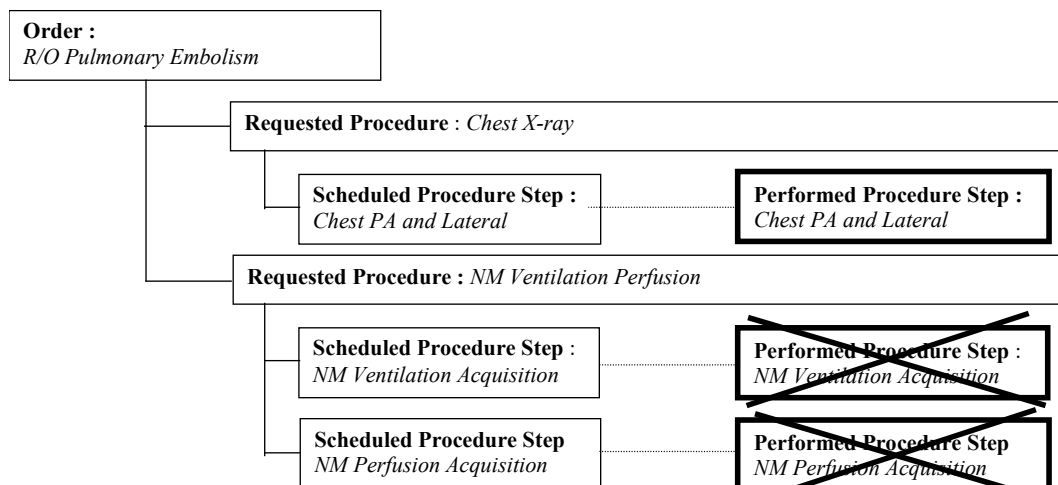 Order :
R/O Pulmonary Embolism
Requested Procedure : Chest X-ray
Scheduled Procedure Step :
Chest PA and Lateral
Performed Procedure Step :
Chest PA and Lateral
Requested Procedure : NM Ventilation Perfusion
Scheduled Procedure Step :
NM Ventilation Acquisition
Performed Procedure Step :
NM Ventilation Acquisition
Scheduled Procedure Step
NM Perfusion Acquisition
Performed Procedure Step
NM Perfusion Acquisition